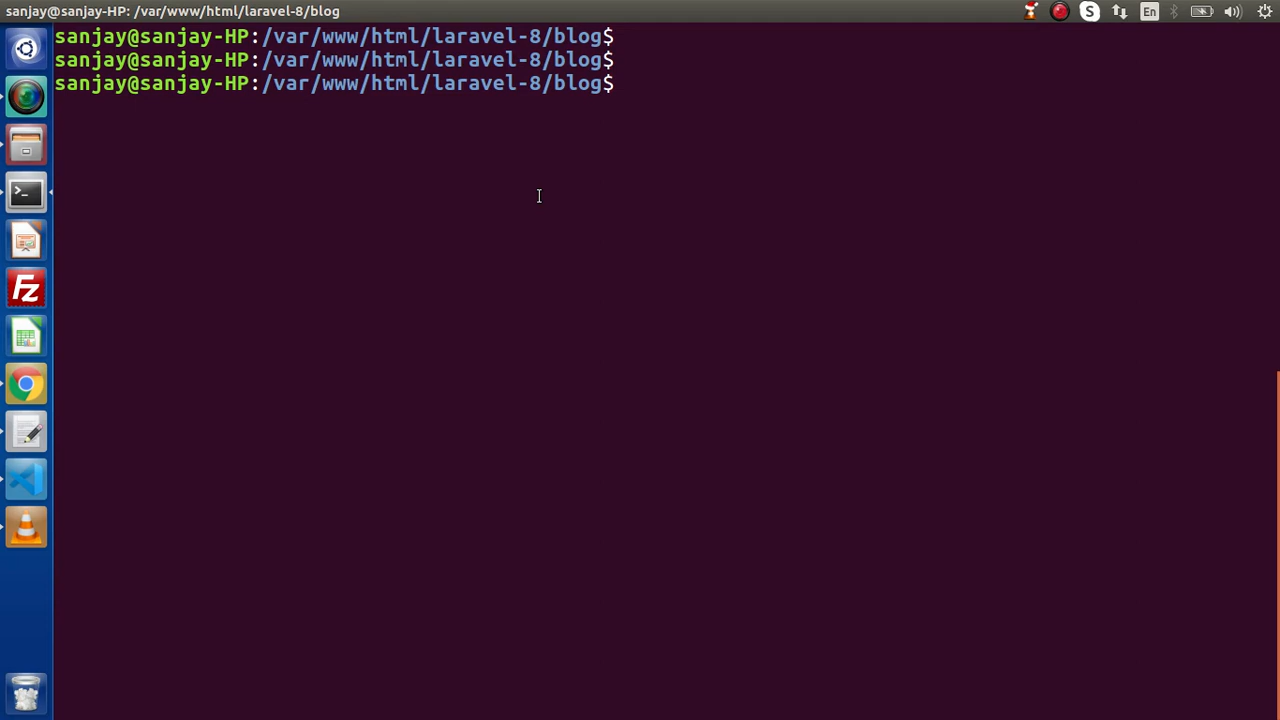 sanjay@sanjay-HP: /var/www/html/laravel-8/blog
S
En
sanjay@sanjay-HP:/var/www/html/laravel-8/blog$
sanjay@sanjay-HP:/var/www/html/laravel-8/blog$
sanjay@sanjay-HP:/var/www/html/laravel-8/blog$
>_
FZ